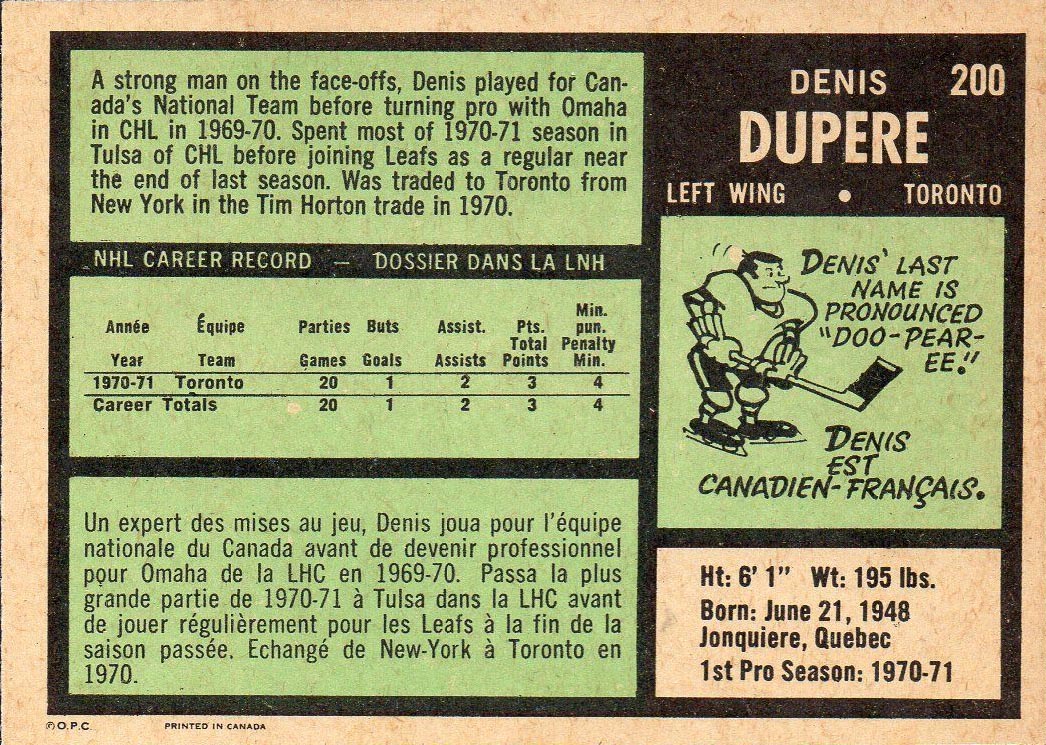 A strong man on the face-offs, Denis played for Can-
ada's National Team before turning pro with Omaha
in CHL in 1969-70. Spent most of 1970-71 season in
Tulsa of CHL before joining Leafs as a regular near
the end of last season. Was traded to Toronto from
New York in the Tim Horton trade in 1970.
DENIS 200
DUPERE
LEFT WING • TORONTO
NHL CAREER RECORD — DOSSIER DANS LA LNH
Année Équipe Parties Buts Assist. Pts. Min. pun.
Year Team Games Goals Assists Total Points Penalty Min.
1970-71 Toronto 20 1 2 3 4
Career Totals 20 1 2 3 4
DENIS' LAST
NAME IS
PRONOUNCED
"DOO-PEAR-
EE."
DENIS
EST
CANADIEN-FRANÇAIS.
Un expert des mises au jeu, Denis joua pour l'équipe
nationale du Canada avant de devenir professionnel
pour Omaha de la LHC en 1969-70. Passa la plus
grande partie de 1970-71 à Tulsa dans la LHC avant
de jouer régulièrement pour les Leafs à la fin de la
saison passée. Echangé de New-York à Toronto en
1970.
Ht: 6' 1" Wt: 195 lbs.
Born: June 21, 1948
Jonquiere, Quebec
1st Pro Season: 1970-71
© O.P.C. PRINTED IN CANADA